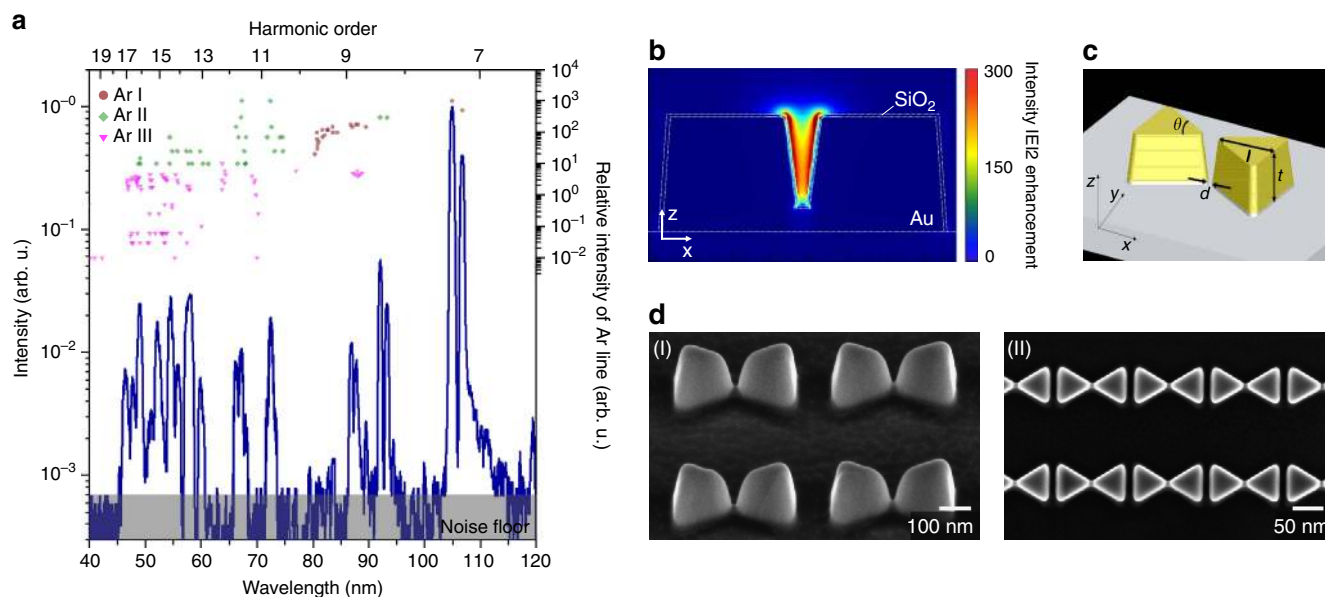 a
Harmonic order
19 17 15 13 11 9 7
10⁴
10³
10²
10¹
10⁰
10⁻¹
10⁻²
Relative intensity of Ar line (arb. u.)
Ar I
Ar II
Ar III
10⁻⁰
10⁻¹
10⁻²
10⁻³
Intensity (arb. u.)
Noise floor
40 50 60 70 80 90 100 110 120
Wavelength (nm)
b
SiO₂
Au
z
x
300
150
0
Intensity IEI2 enhancement
c
θ
l
t
d
z
y
x
d
(I)
100 nm
(II)
50 nm